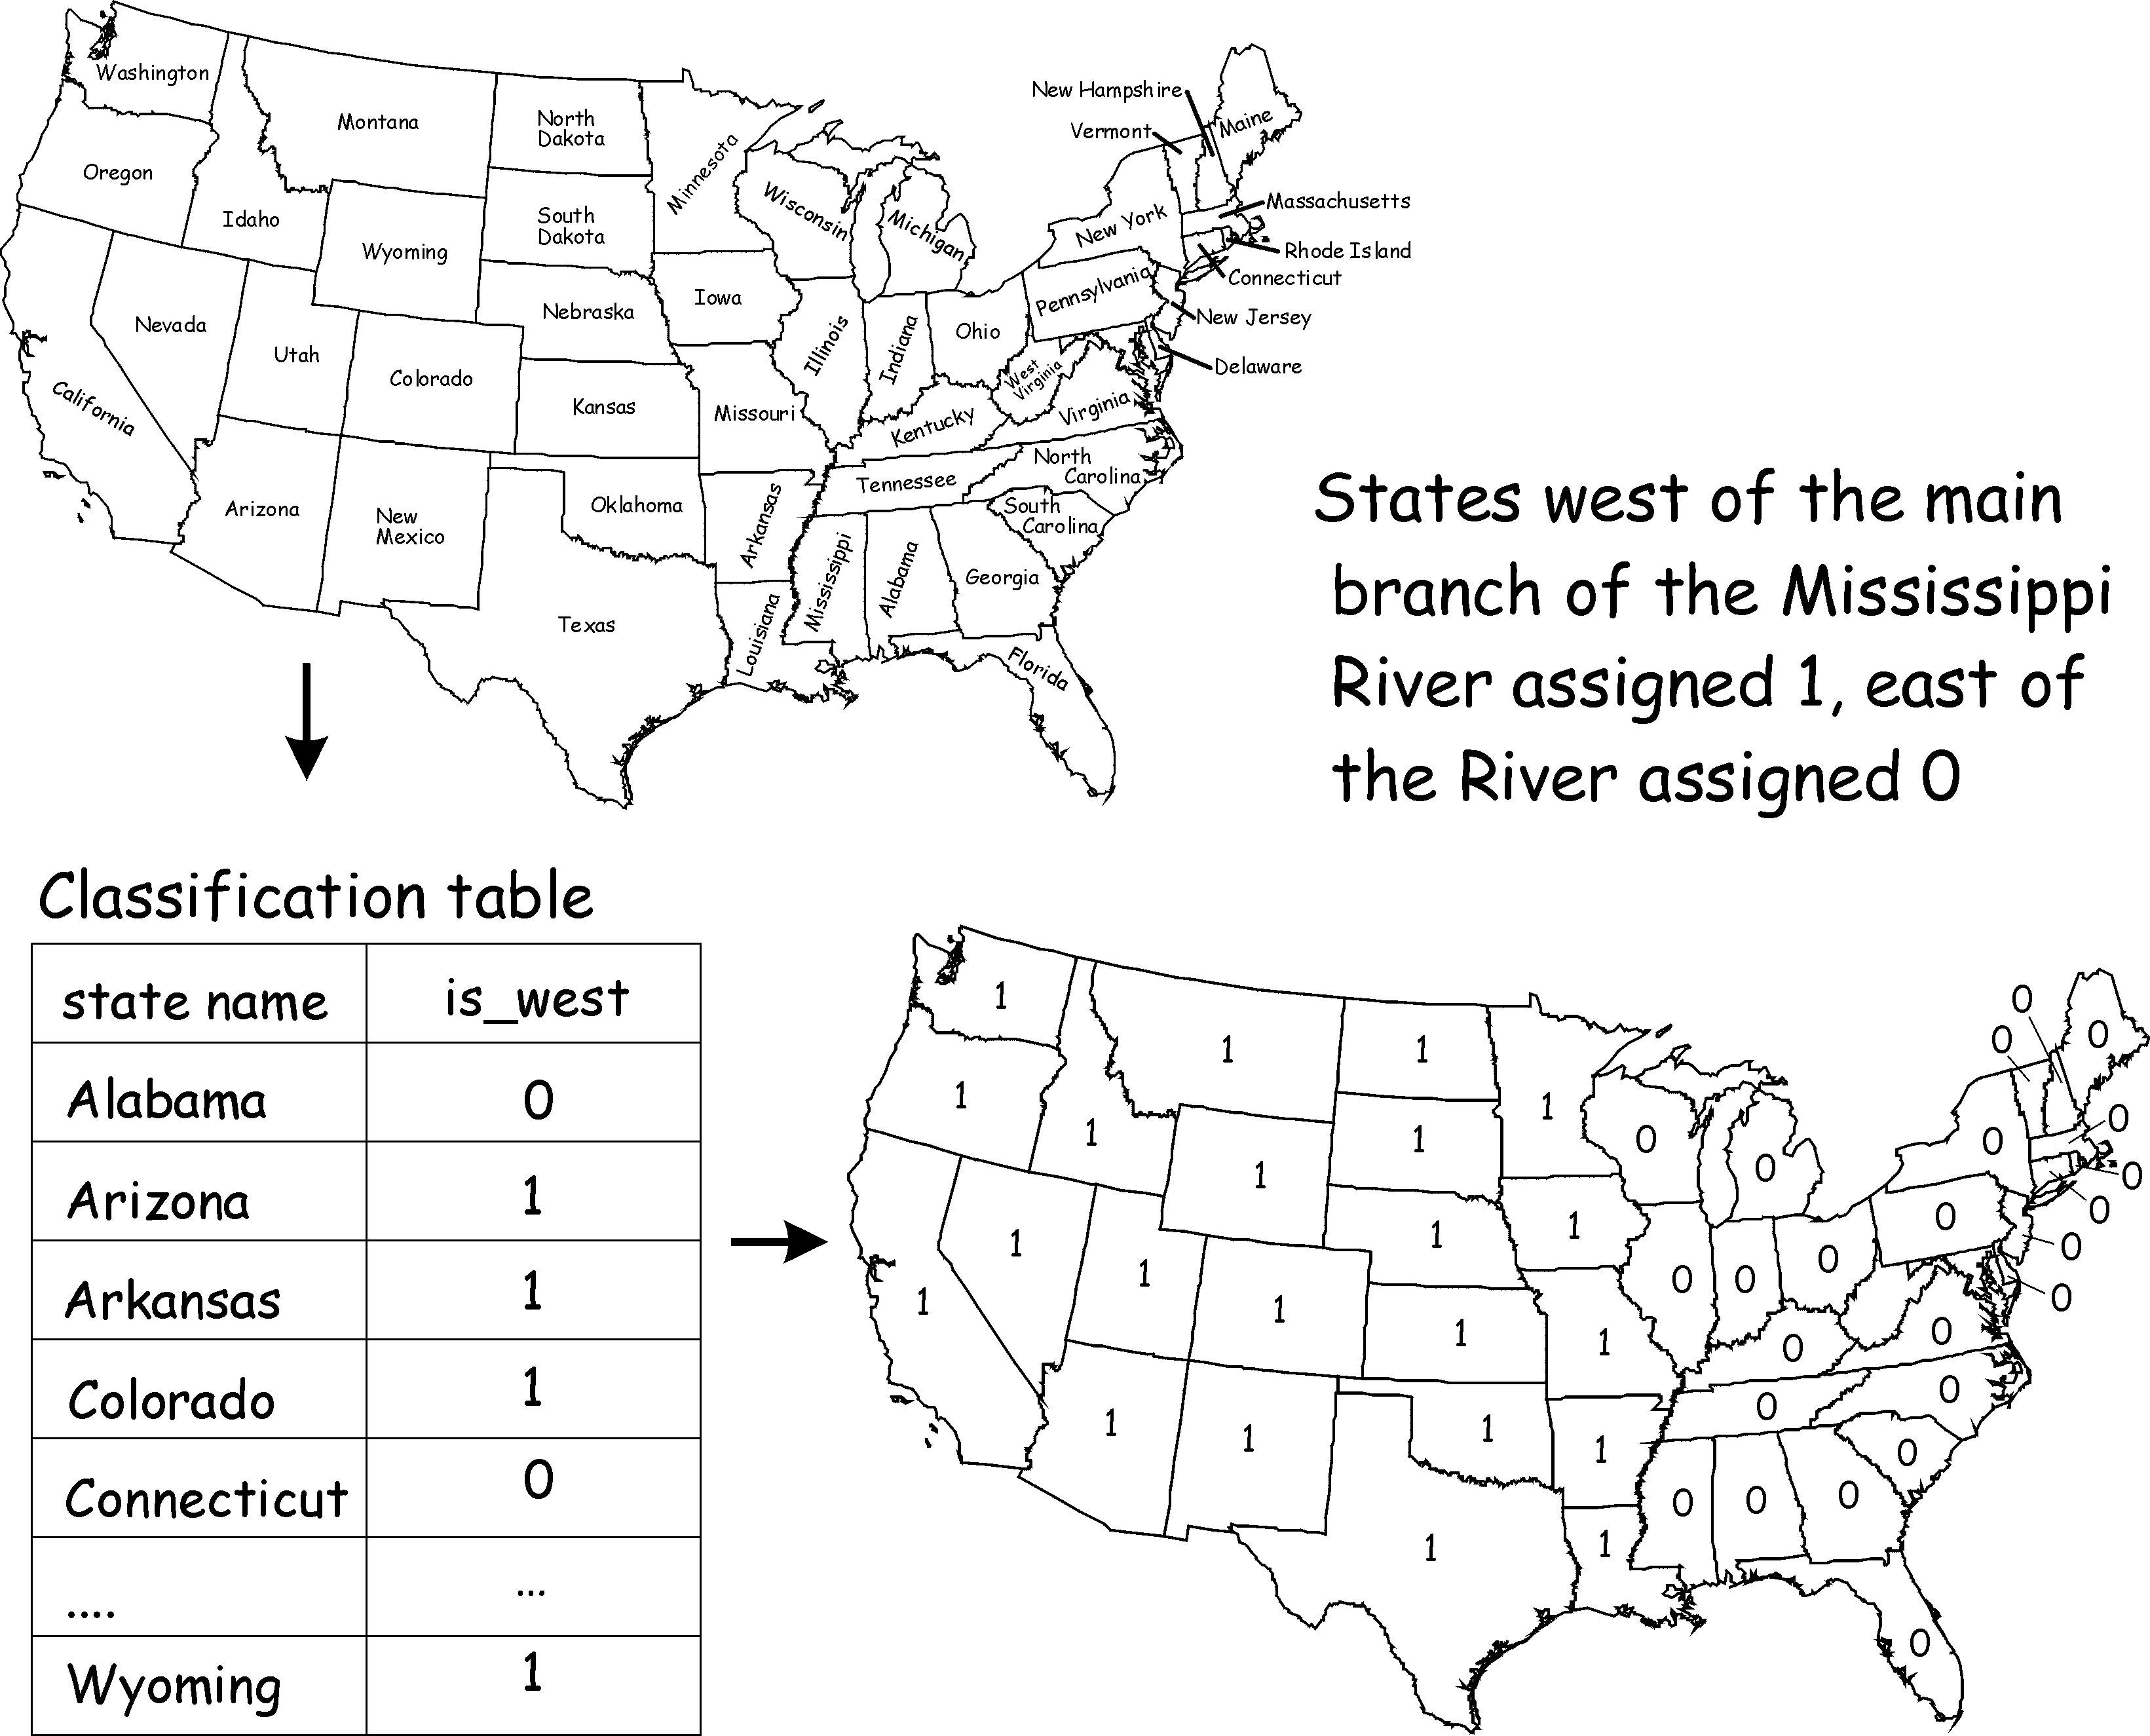 Washington
Montana
North
Dakota
Minnesota
New Hampshire
Vermont
Maine
Oregon
Idaho
Wyoming
South
Dakota
Wisconsin
Michigan
New York
Massachusetts
Rhode Island
Connecticut
Nevada
Utah
Colorado
Nebraska
Iowa
Illinois
Indiana
Ohio
Pennsylvania
New Jersey
Delaware
California
Kansas
Missouri
Kentucky
West
Virginia
Virginia
Arizona
New
Mexico
Oklahoma
Arkansas
Tennessee
North
Carolina
South
Carolina
Texas
Louisiana
Mississippi
Alabama
Georgia
Florida
States west of the main
branch of the Mississippi
River assigned 1, east of
the River assigned 0
Classification table
state name is_west
Alabama 0
Arizona 1
Arkansas 1
Colorado 1
Connecticut 0
.... ...
Wyoming 1
1
1
1
1
0
0
0
1
1
1
1
0
0
0
0
0
0
1
1
1
1
1
1
0
0
0
0
0
0
1
1
1
0
0
1
1
1
1
0
0
0
1
1
0
0
0
0